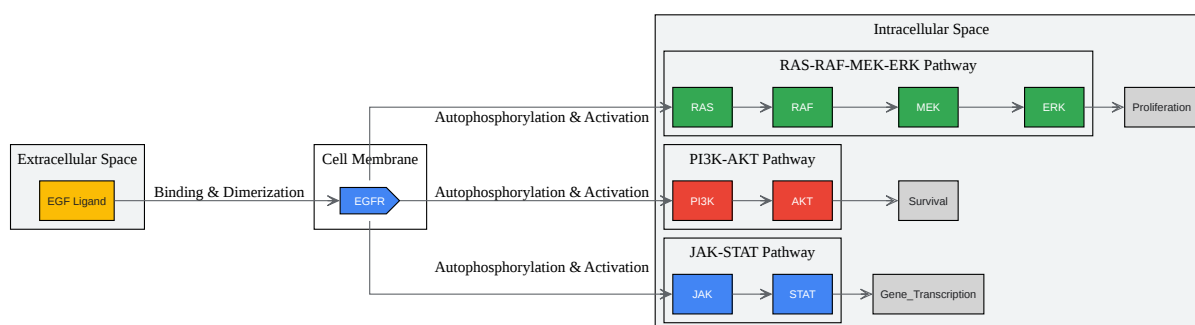 Intracellular Space
RAS-RAF-MEK-ERK Pathway
RAS
RAF
MEK
ERK
Proliferation
Autophosphorylation & Activation
Extracellular Space
EGF Ligand
Binding & Dimerization
Cell Membrane
EGFR
Autophosphorylation & Activation
PI3K-AKT Pathway
PI3K
AKT
Survival
Autophosphorylation & Activation
JAK-STAT Pathway
JAK
STAT
Gene_Transcription